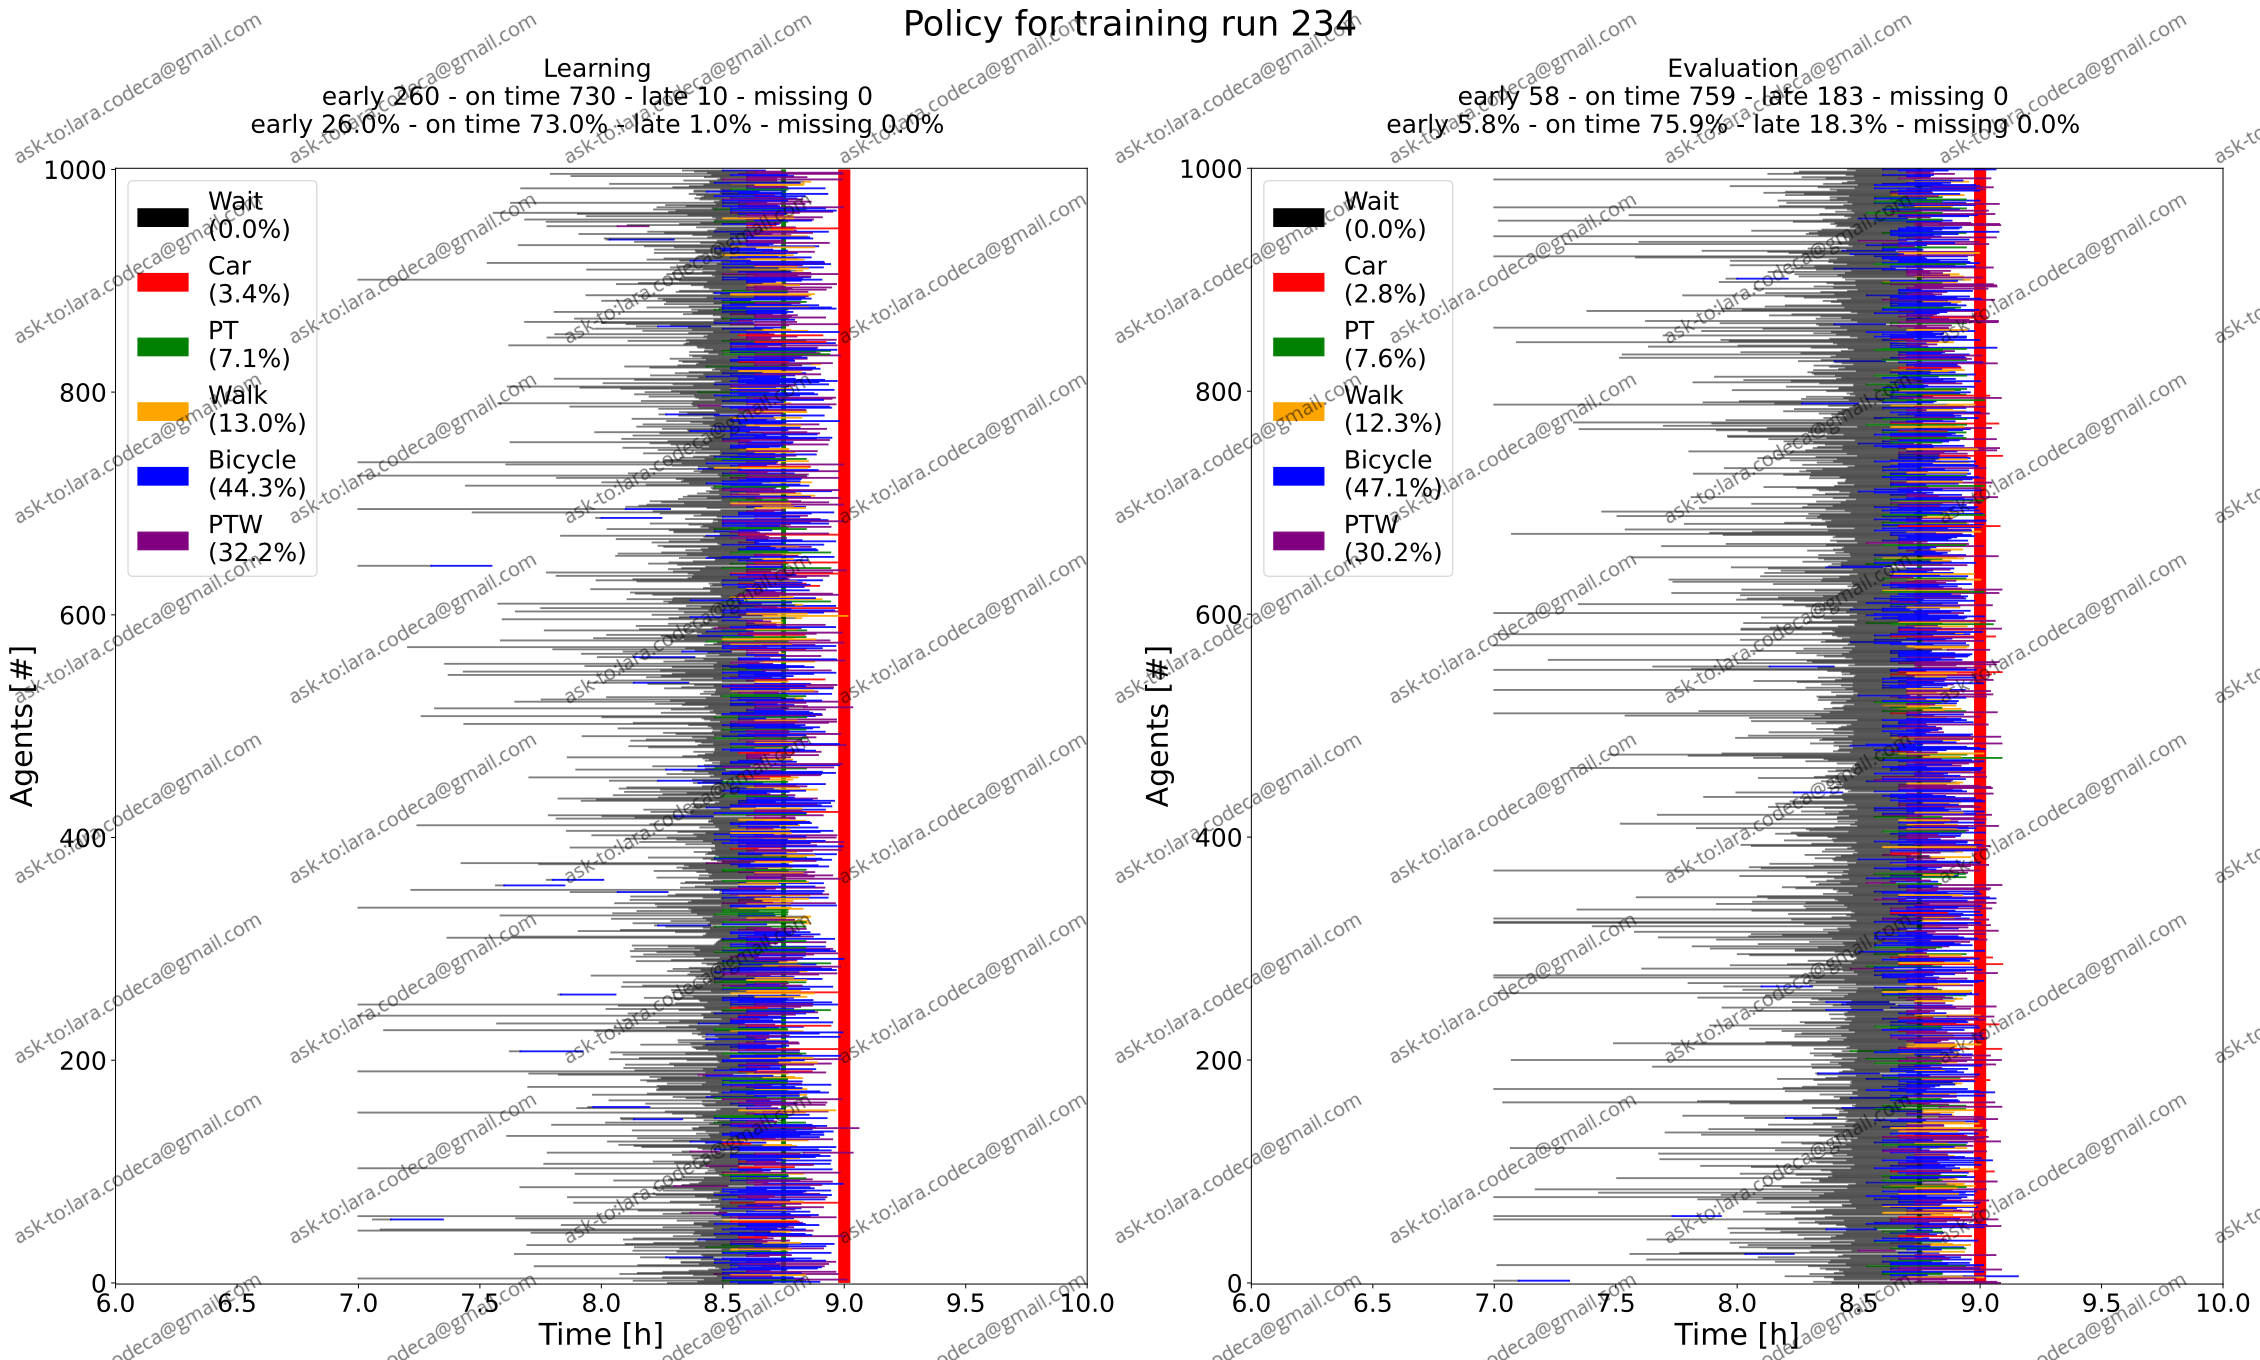 Policy for training run 234
Learning
early 260 - on time 730 - late 10 - missing 0
early 26.0% - on time 73.0% - late 1.0% - missing 0.0%
1000
800
600
400
200
0
Agents [#]
Wait
(0.0%)
Car
(3.4%)
PT
(7.1%)
Walk
(13.0%)
Bicycle
(44.3%)
PTW
(32.2%)
6.0 6.5 7.0 7.5 8.0 8.5 9.0 9.5 10.0
Time [h]
Evaluation
early 58 - on time 759 - late 183 - missing 0
early 5.8% - on time 75.9% - late 18.3% - missing 0.0%
1000
800
600
400
200
0
Agents [#]
Wait
(0.0%)
Car
(2.8%)
PT
(7.6%)
Walk
(12.3%)
Bicycle
(47.1%)
PTW
(30.2%)
6.0 6.5 7.0 7.5 8.0 8.5 9.0 9.5 10.0
Time [h]
ask-to:lara.codeca@gmail.com